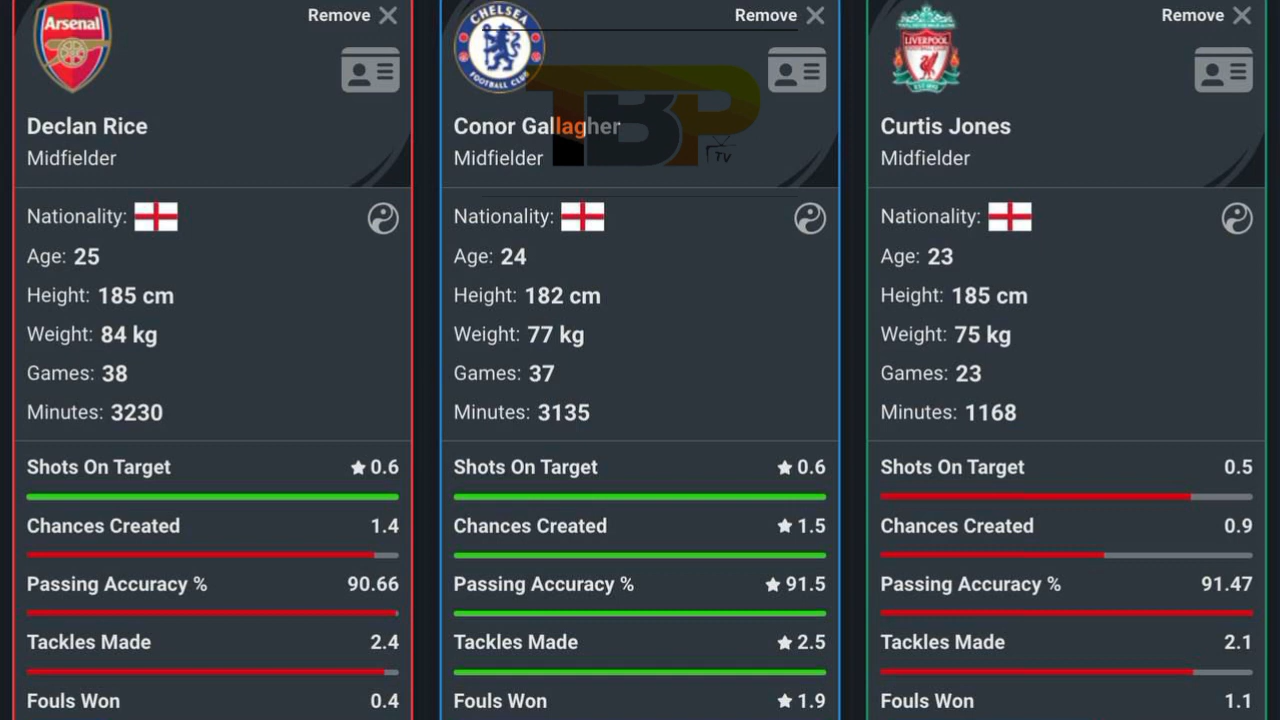 Arsenal
Remove
Declan Rice
Midfielder
Nationality:
Age: 25
Height: 185 cm
Weight: 84 kg
Games: 38
Minutes: 3230
Shots On Target 0.6
Chances Created 1.4
Passing Accuracy % 90.66
Tackles Made 2.4
Fouls Won 0.4
CHELSEA
FOOTBALL CLUB
Remove
TBP
TV
Conor Gallagher
Midfielder
Nationality:
Age: 24
Height: 182 cm
Weight: 77 kg
Games: 37
Minutes: 3135
Shots On Target 0.6
Chances Created 1.5
Passing Accuracy % 91.5
Tackles Made 2.5
Fouls Won 1.9
LIVERPOOL
Remove
Curtis Jones
Midfielder
Nationality:
Age: 23
Height: 185 cm
Weight: 75 kg
Games: 23
Minutes: 1168
Shots On Target 0.5
Chances Created 0.9
Passing Accuracy % 91.47
Tackles Made 2.1
Fouls Won 1.1